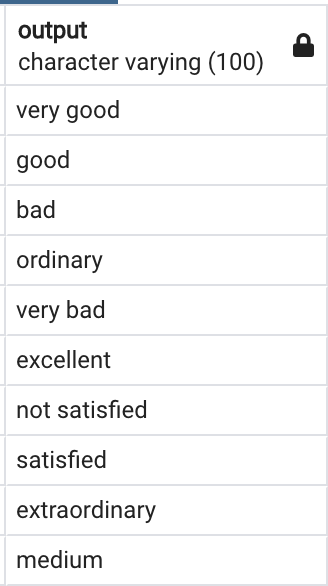 output
character varying (100)
very good
good
bad
ordinary
very bad
excellent
not satisfied
satisfied
extraordinary
medium